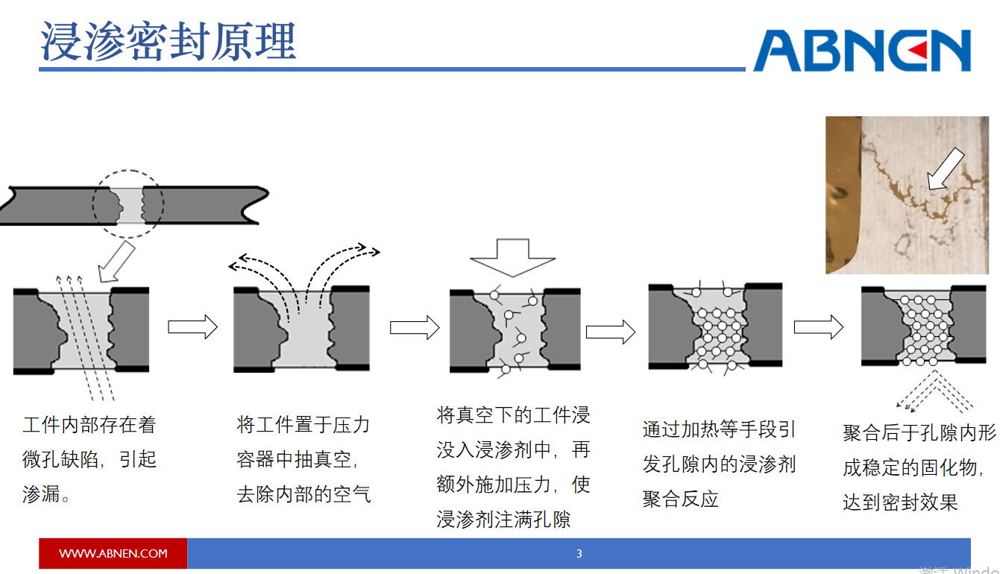 浸渗密封原理
ABNEN
工件内部存在着
微孔缺陷，引起
渗漏。
将工件置于压力
容器中抽真空，
去除内部的空气
将真空下的工件浸
没入浸渗剂中，再
额外施加压力，使
浸渗剂注满孔隙
通过加热等手段引
发孔隙内的浸渗剂
聚合反应
聚合后于孔隙内形
成稳定的固化物，
达到密封效果
WWW.ABNEN.COM
3